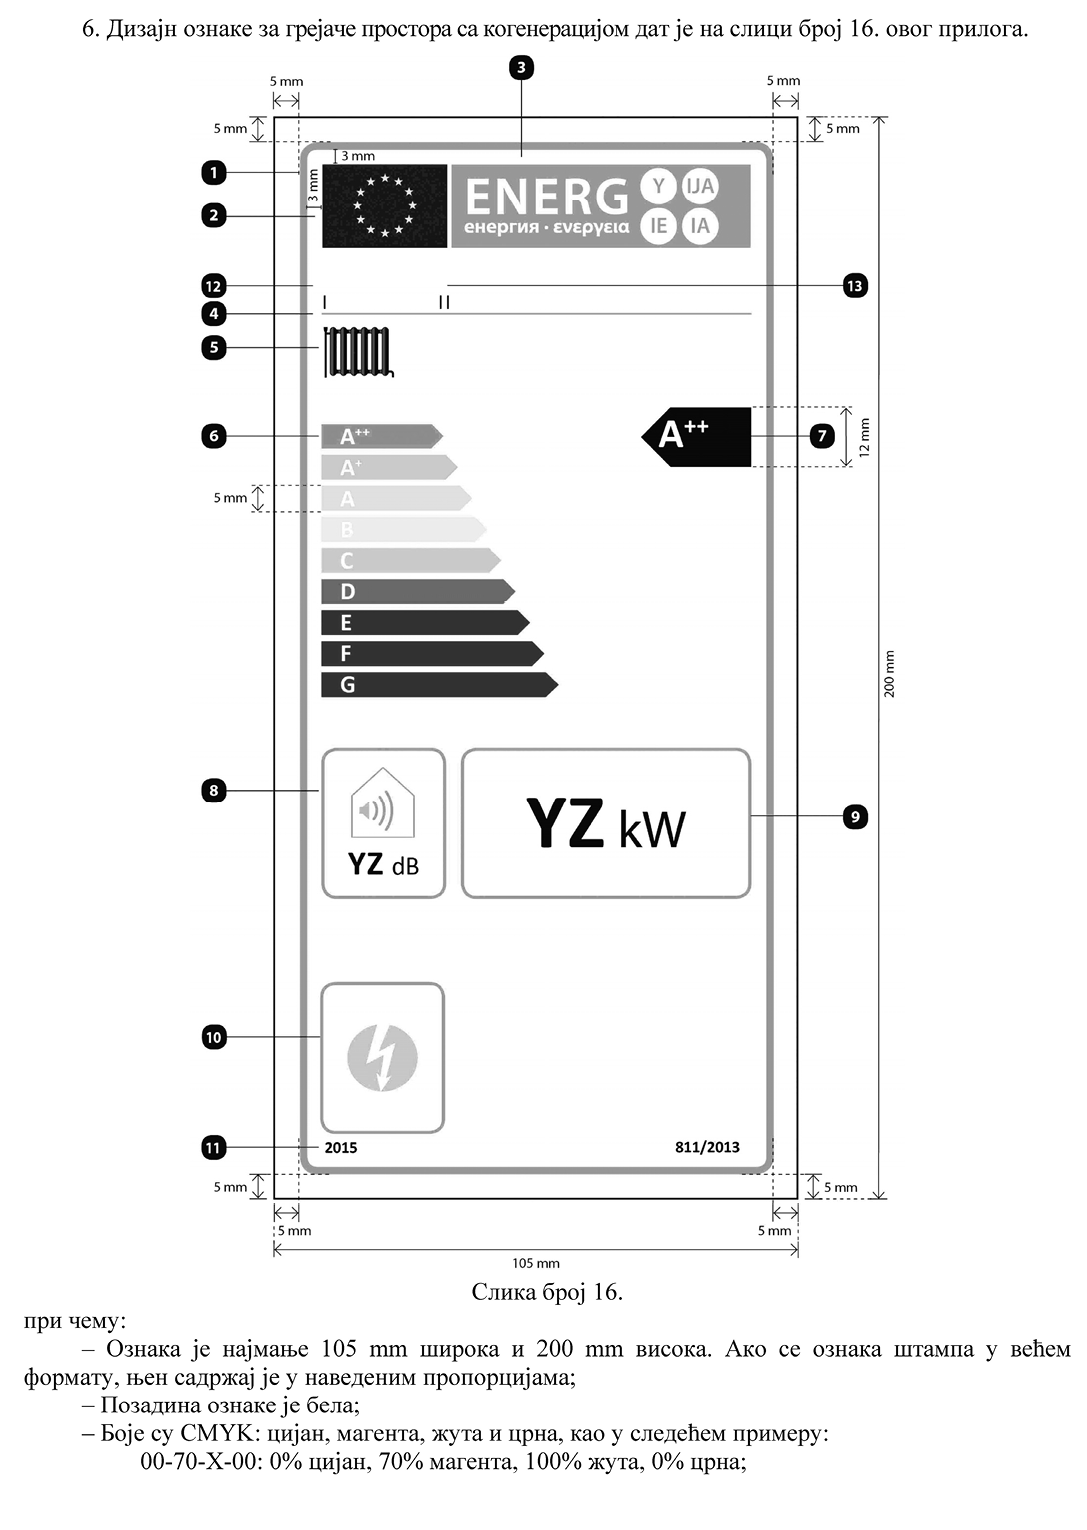 6. Дизајн ознаке за грејаче простора са когенерацијом дат је на слици број 16. овог прилога.
3
5 mm
5 mm
5 mm
5 mm
3 mm
1
3 mm
2
ENERG
енергия · ενεργεια
Y
IJA
IE
IA
12
13
I
II
4
5
6
A++
A++
7
12 mm
A+
5 mm
A
B
C
D
E
F
G
200 mm
8
YZ dB
YZ kW
9
10
11
2015
811/2013
5 mm
5 mm
5 mm
5 mm
105 mm
Слика број 16.
при чему:
– Ознака је најмање 105 mm широка и 200 mm висока. Ако се ознака штампа у већем
формату, њен садржај је у наведеним пропорцијама;
– Позадина ознаке је бела;
– Боје су CMYK: цијан, магента, жута и црна, као у следећем примеру:
00-70-X-00: 0% цијан, 70% магента, 100% жута, 0% црна;